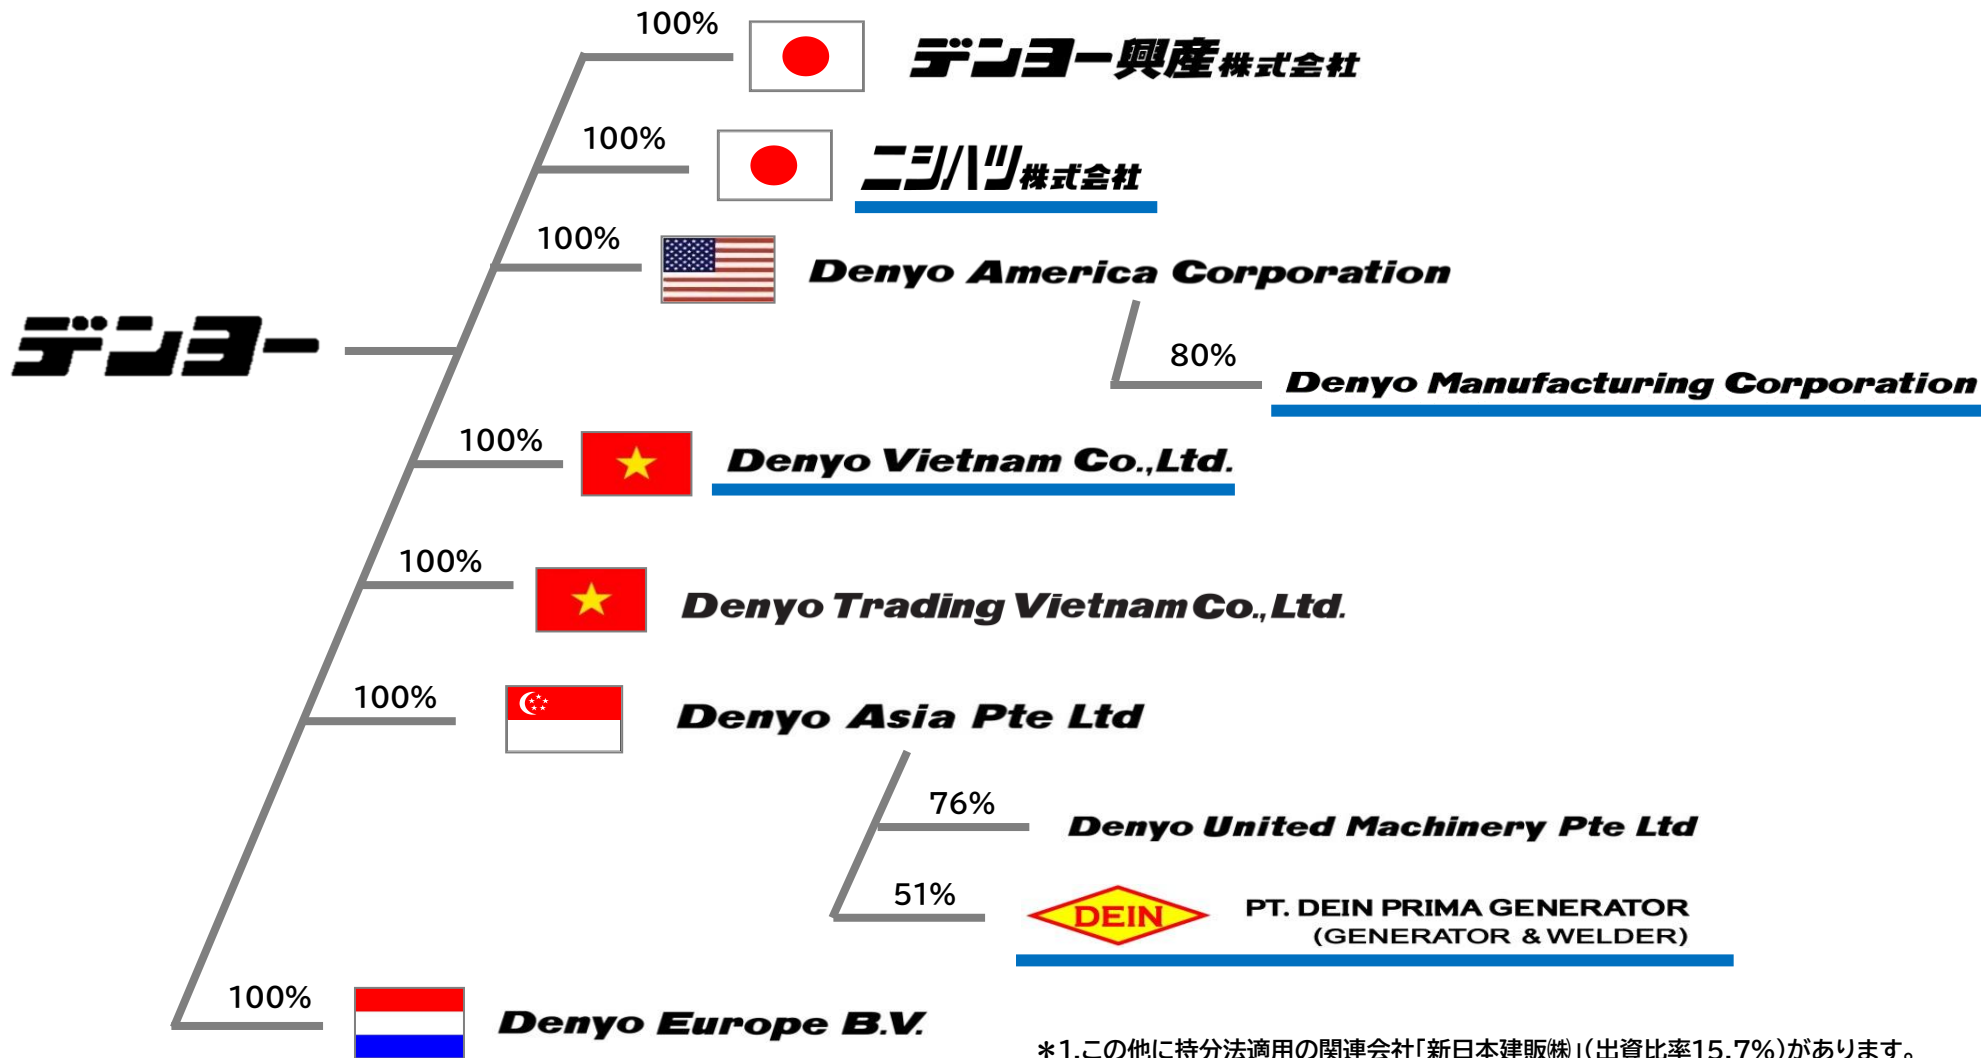 100%
デンヨー興産株式会社
100%
ニシハツ株式会社
100%
Denyo America Corporation
デンヨー
80%
Denyo Manufacturing Corporation
100%
Denyo Vietnam Co.,Ltd.
100%
Denyo Trading Vietnam Co., Ltd.
100%
Denyo Asia Pte Ltd
76%
Denyo United Machinery Pte Ltd
51%
DEIN
PT. DEIN PRIMA GENERATOR
(GENERATOR & WELDER)
100%
Denyo Europe B.V.
*1.この他に持分法適用の関連会社「新日本建販㈱」(出資比率15.7%)があります。